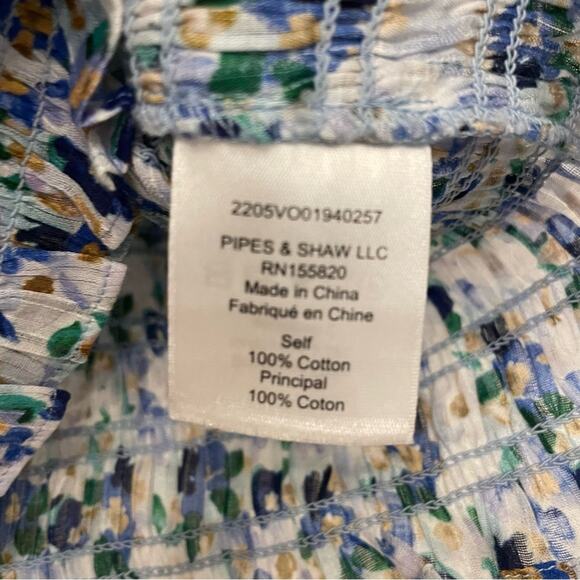 2205VO01940257
PIPES & SHAW LLC
RN155820
Made in China
Fabriqué en Chine
Self
100% Cotton
Principal
100% Coton